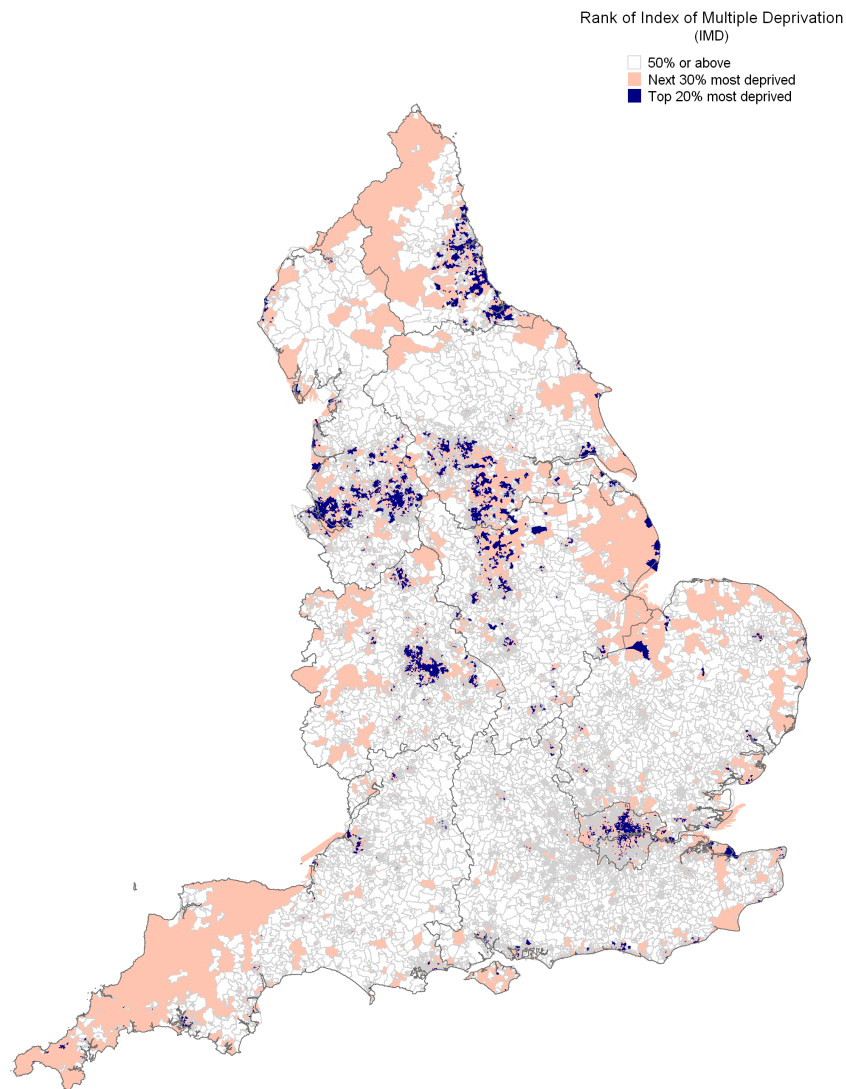 Rank of Index of Multiple Deprivation
(IMD)
50% or above
Next 30% most deprived
Top 20% most deprived